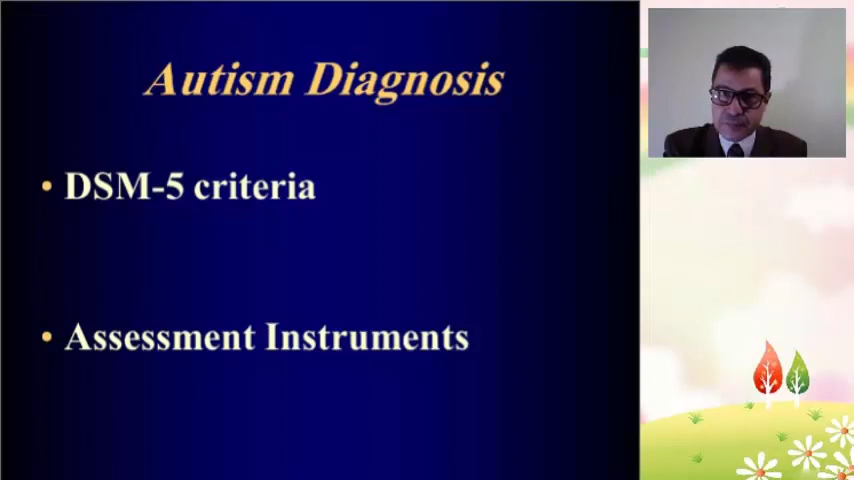 Autism Diagnosis
• DSM-5 criteria
• Assessment Instruments